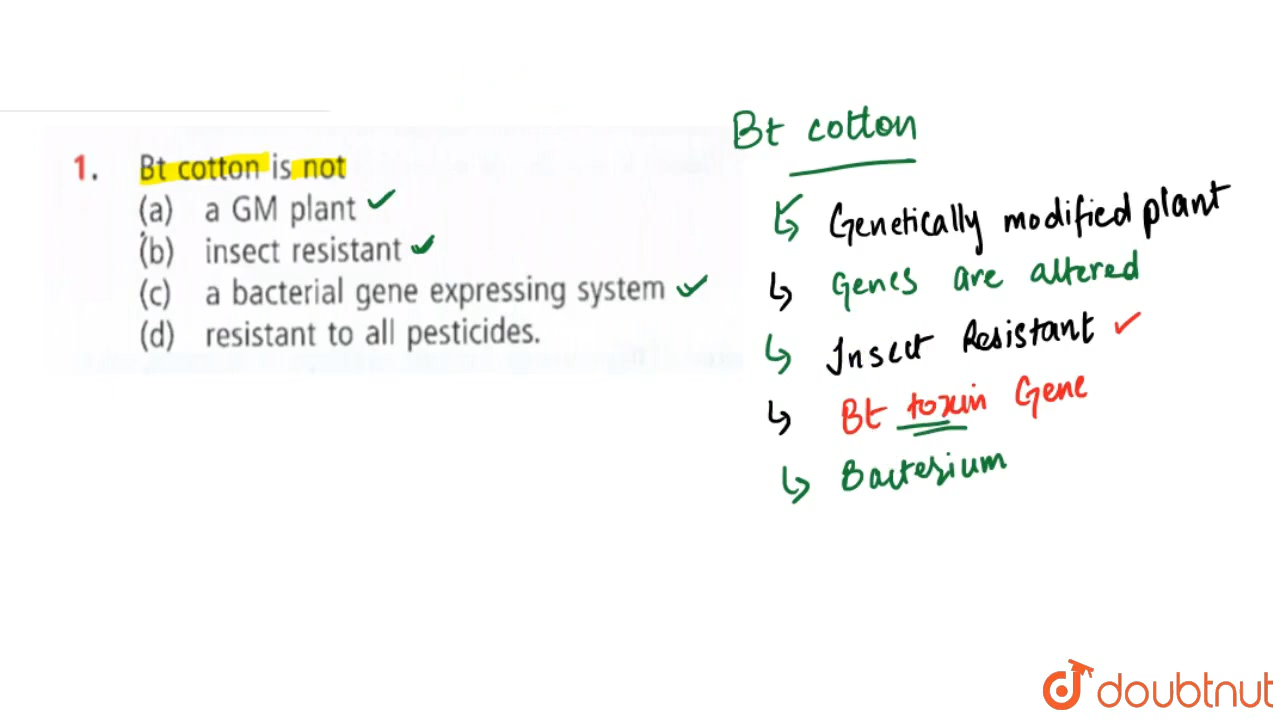 1. Bt cotton is not
(a) a GM plant ✓
(b) insect resistant ✓
(c) a bacterial gene expressing system ✓
(d) resistant to all pesticides.
Bt cotton
↳ Genetically modified plant
↳ Genes are altered
↳ Insect Resistant ✓
↳ Bt toxin Gene
↳ Bacterium
doubtnut